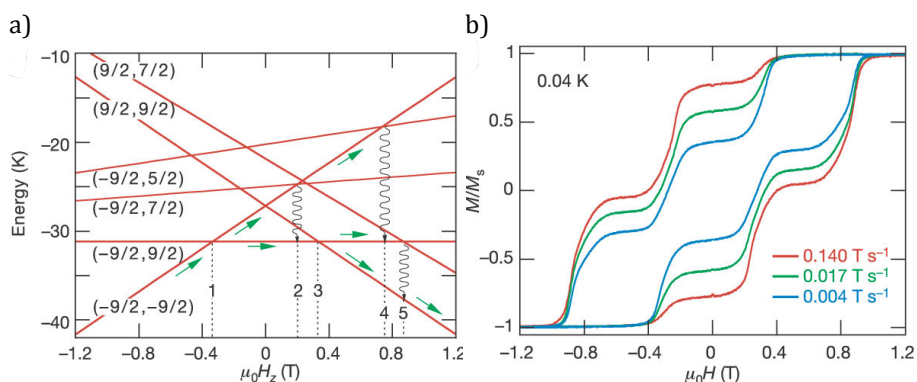 a)
Energy (K)
−10
−20
−30
−40
(9/2,7/2)
(9/2,9/2)
(-9/2,5/2)
(-9/2,7/2)
(-9/2,9/2)
(-9/2,-9/2)
1 2 3 4 5
−1.2 −0.8 −0.4 0 0.4 0.8 1.2
μ₀H_z (T)
b)
M/Mₛ
1
0.5
0
−0.5
−1
0.04 K
0.140 T s⁻¹
0.017 T s⁻¹
0.004 T s⁻¹
−1.2 −0.8 −0.4 0 0.4 0.8 1.2
μ₀H (T)